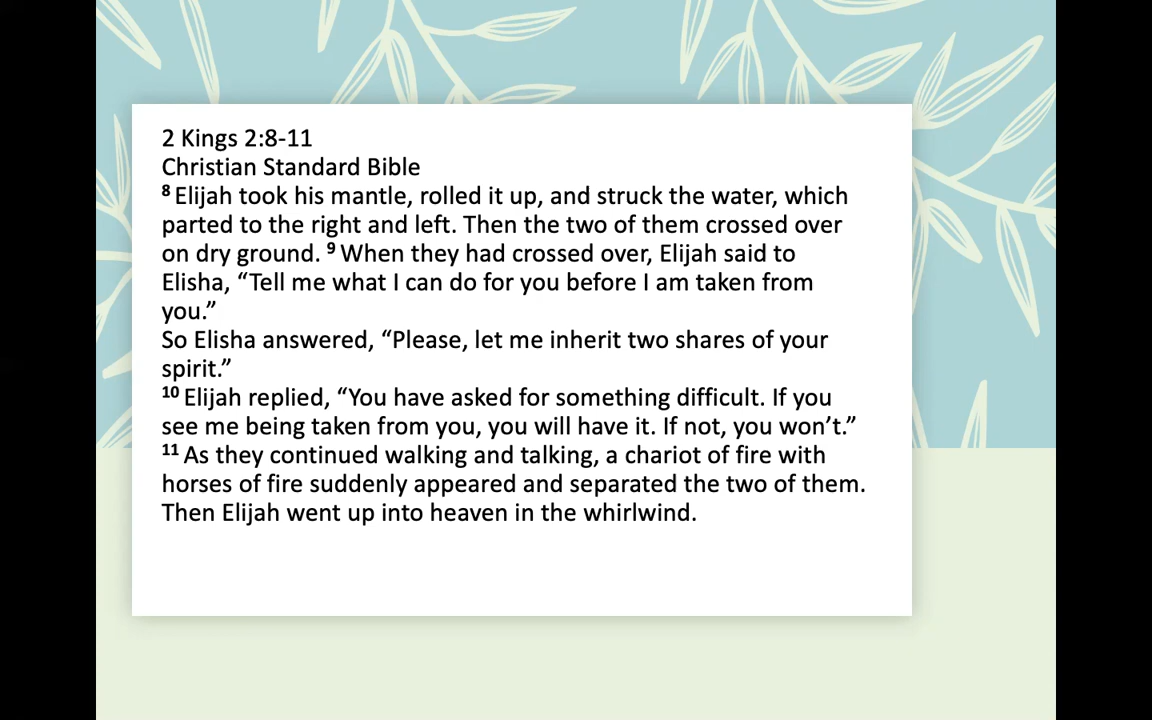 2 Kings 2:8-11
Christian Standard Bible
8 Elijah took his mantle, rolled it up, and struck the water, which
parted to the right and left. Then the two of them crossed over
on dry ground. 9 When they had crossed over, Elijah said to
Elisha, “Tell me what I can do for you before I am taken from
you.”
So Elisha answered, “Please, let me inherit two shares of your
spirit.”
10 Elijah replied, “You have asked for something difficult. If you
see me being taken from you, you will have it. If not, you won’t.”
11 As they continued walking and talking, a chariot of fire with
horses of fire suddenly appeared and separated the two of them.
Then Elijah went up into heaven in the whirlwind.